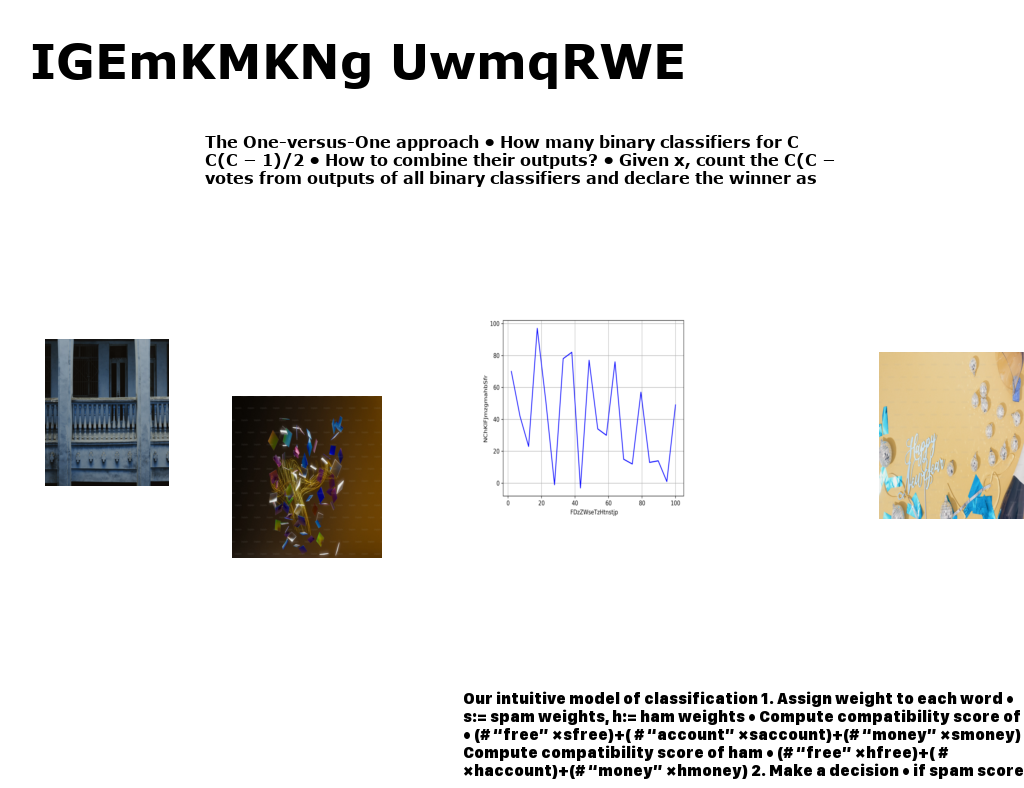 IGEmKMKNg UwmqRWE
The One-versus-One approach • How many binary classifiers for C
C(C − 1)/2 • How to combine their outputs? • Given x, count the C(C −
votes from outputs of all binary classifiers and declare the winner as
100
80
60
40
20
0
0 20 40 60 80 100
FDzZWseTzHtnstjp
Our intuitive model of classification 1. Assign weight to each word •
s:= spam weights, h:= ham weights • Compute compatibility score of
• (# “free” ×sfree)+( # “account” ×saccount)+(# “money” ×smoney)
Compute compatibility score of ham • (# “free” ×hfree)+( #
×haccount)+(# “money” ×hmoney) 2. Make a decision • if spam score